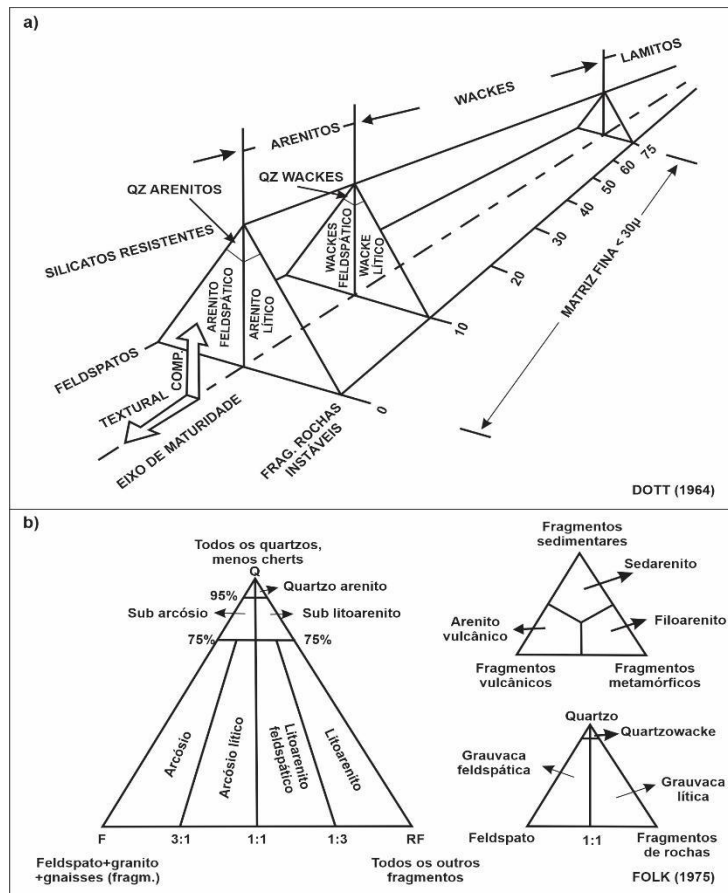 a)
LAMITOS
WACKES
ARENITOS
QZ WACKES
QZ ARENITOS
SILICATOS RESISTENTES
WACKES
FELDSPÁTICO
WACKE
LÍTICO
ARENITO
FELDSPÁTICO
ARENITO
LÍTICO
75
60
50
40
30
20
10
0
MATRIZ FINA < 30µ
FELDSPATOS
COMP.
TEXTURAL
EIXO DE MATURIDADE
FRAG. ROCHAS
INSTÁVEIS
DOTT (1964)
b)
Todos os quartzos,
menos cherts
Q
95%
Quartzo arenito
Sub arcósio
Sub litoarenito
75%
75%
Arcósio
Arcósio lítico
Litoarenito
feldspático
Litoarenito
F
3:1
1:1
1:3
RF
Feldspato+granito
+gnaisses (fragm.)
Todos os outros
fragmentos
Fragmentos
sedimentares
Sedarenito
Arenito
vulcânico
Filoarenito
Fragmentos
vulcânicos
Fragmentos
metamórficos
Quartzo
Quartzowacke
Grauvaca
feldspática
Grauvaca
lítica
Feldspato
1:1
Fragmentos
de rochas
FOLK (1975)